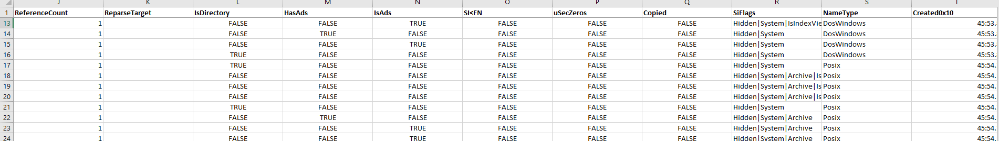 J K L M N O P Q R S T
1 ReferenceCount ReparseTarget IsDirectory HasAds IsAds SI<FN uSecZeros Copied SiFlags NameType Created0x10
13 1 FALSE FALSE TRUE FALSE FALSE FALSE Hidden|System|IsIndexVie DosWindows 45:53.
14 1 FALSE TRUE FALSE FALSE FALSE FALSE Hidden|System DosWindows 45:53.
15 1 FALSE FALSE TRUE FALSE FALSE FALSE Hidden|System DosWindows 45:53.
16 1 TRUE FALSE FALSE FALSE FALSE FALSE Hidden|System DosWindows 45:53.
17 1 TRUE FALSE FALSE FALSE FALSE FALSE Hidden|System Posix 45:54.
18 1 FALSE FALSE FALSE FALSE FALSE FALSE Hidden|System|Archive|Is Posix 45:54.
19 1 FALSE FALSE FALSE FALSE FALSE FALSE Hidden|System|Archive|Is Posix 45:54.
20 1 FALSE FALSE FALSE FALSE FALSE FALSE Hidden|System|Archive|Is Posix 45:54.
21 1 TRUE FALSE FALSE FALSE FALSE FALSE Hidden|System Posix 45:54.
22 1 FALSE TRUE FALSE FALSE FALSE FALSE Hidden|System|Archive Posix 45:54.
23 1 FALSE FALSE TRUE FALSE FALSE FALSE Hidden|System|Archive Posix 45:54.
24 1 FALSE FALSE TRUE FALSE FALSE FALSE Hidden|System|Archive Posix 45:54.